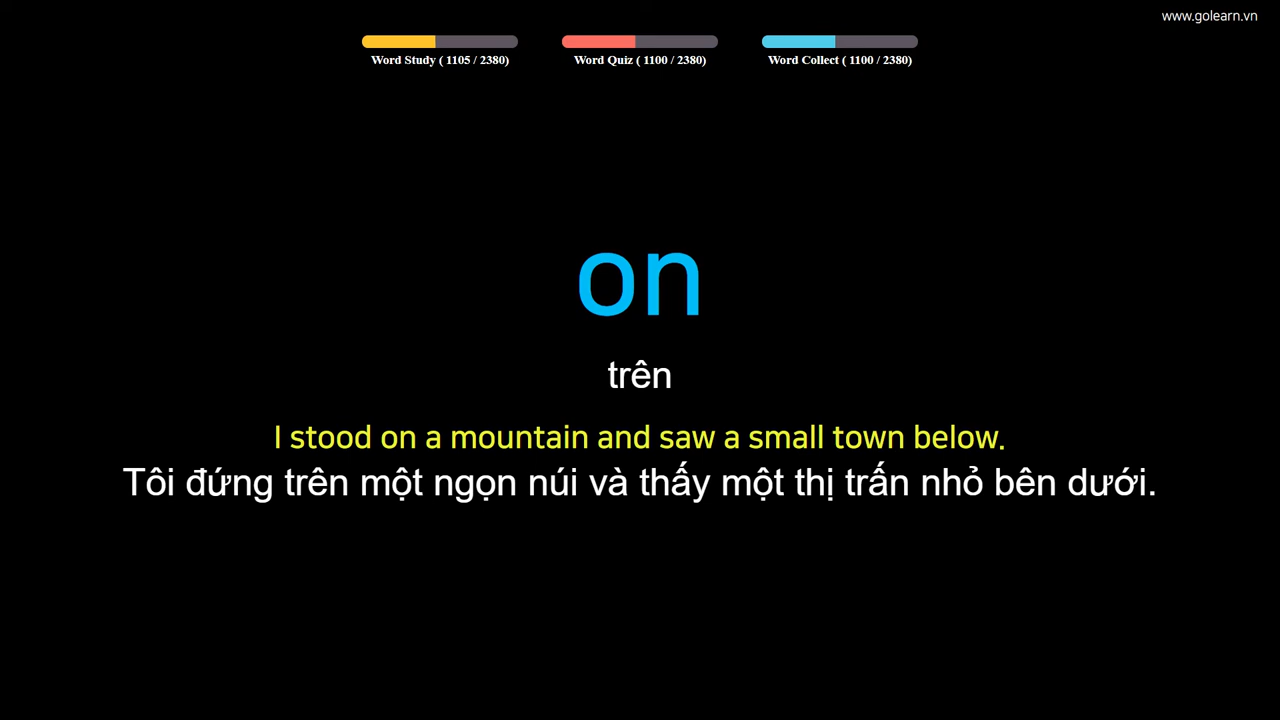 www.golearn.vn
Word Study ( 1105 / 2380)
Word Quiz ( 1100 / 2380)
Word Collect ( 1100 / 2380)
on
trên
I stood on a mountain and saw a small town below.
Tôi đứng trên một ngọn núi và thấy một thị trấn nhỏ bên dưới.